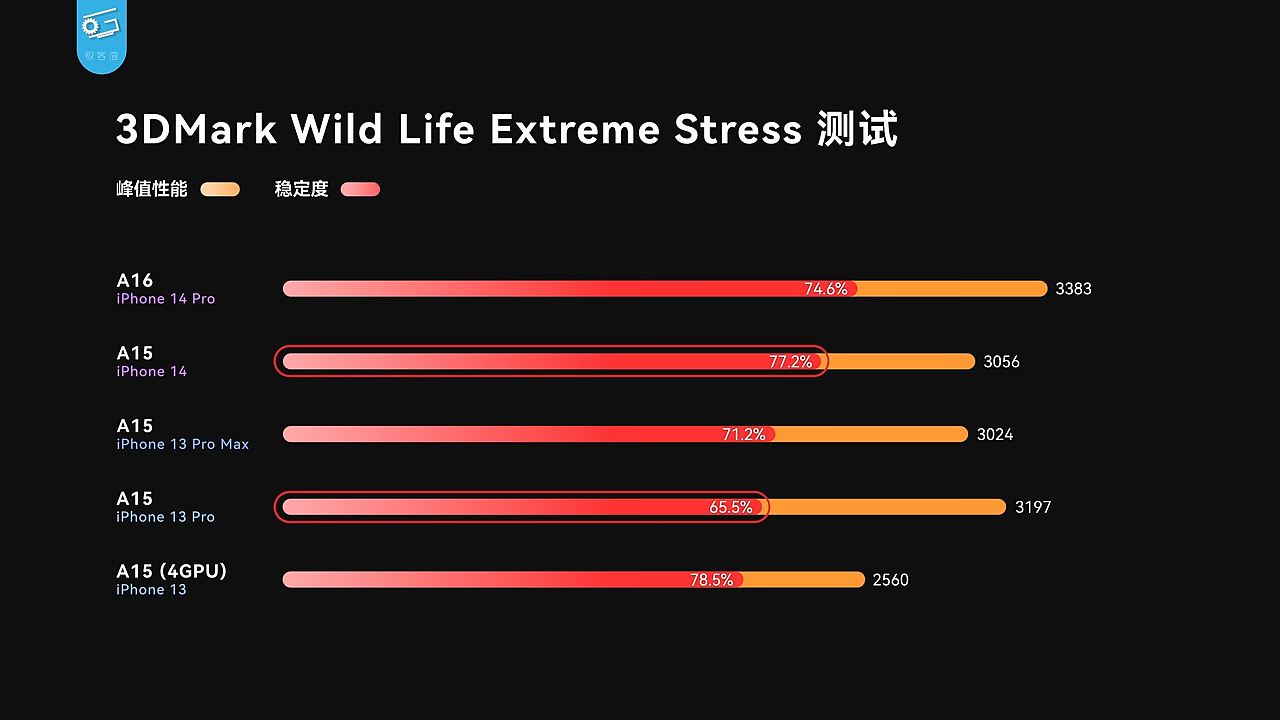 极客湾
3DMark Wild Life Extreme Stress 测试
峰值性能 稳定度
A16
iPhone 14 Pro
74.6% 3383
A15
iPhone 14
77.2% 3056
A15
iPhone 13 Pro Max
71.2% 3024
A15
iPhone 13 Pro
65.5% 3197
A15 (4GPU)
iPhone 13
78.5% 2560